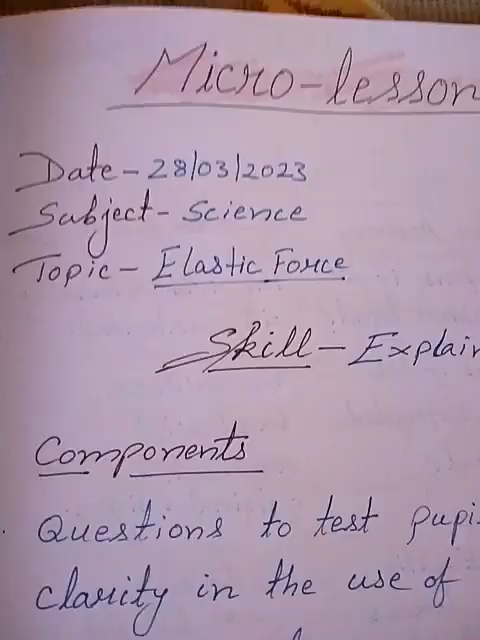 Micro-lesson
Date - 28/03/2023
Subject - Science
Topic - Elastic Force
Skill - Explain
Components
Questions to test pupi
clarity in the use of